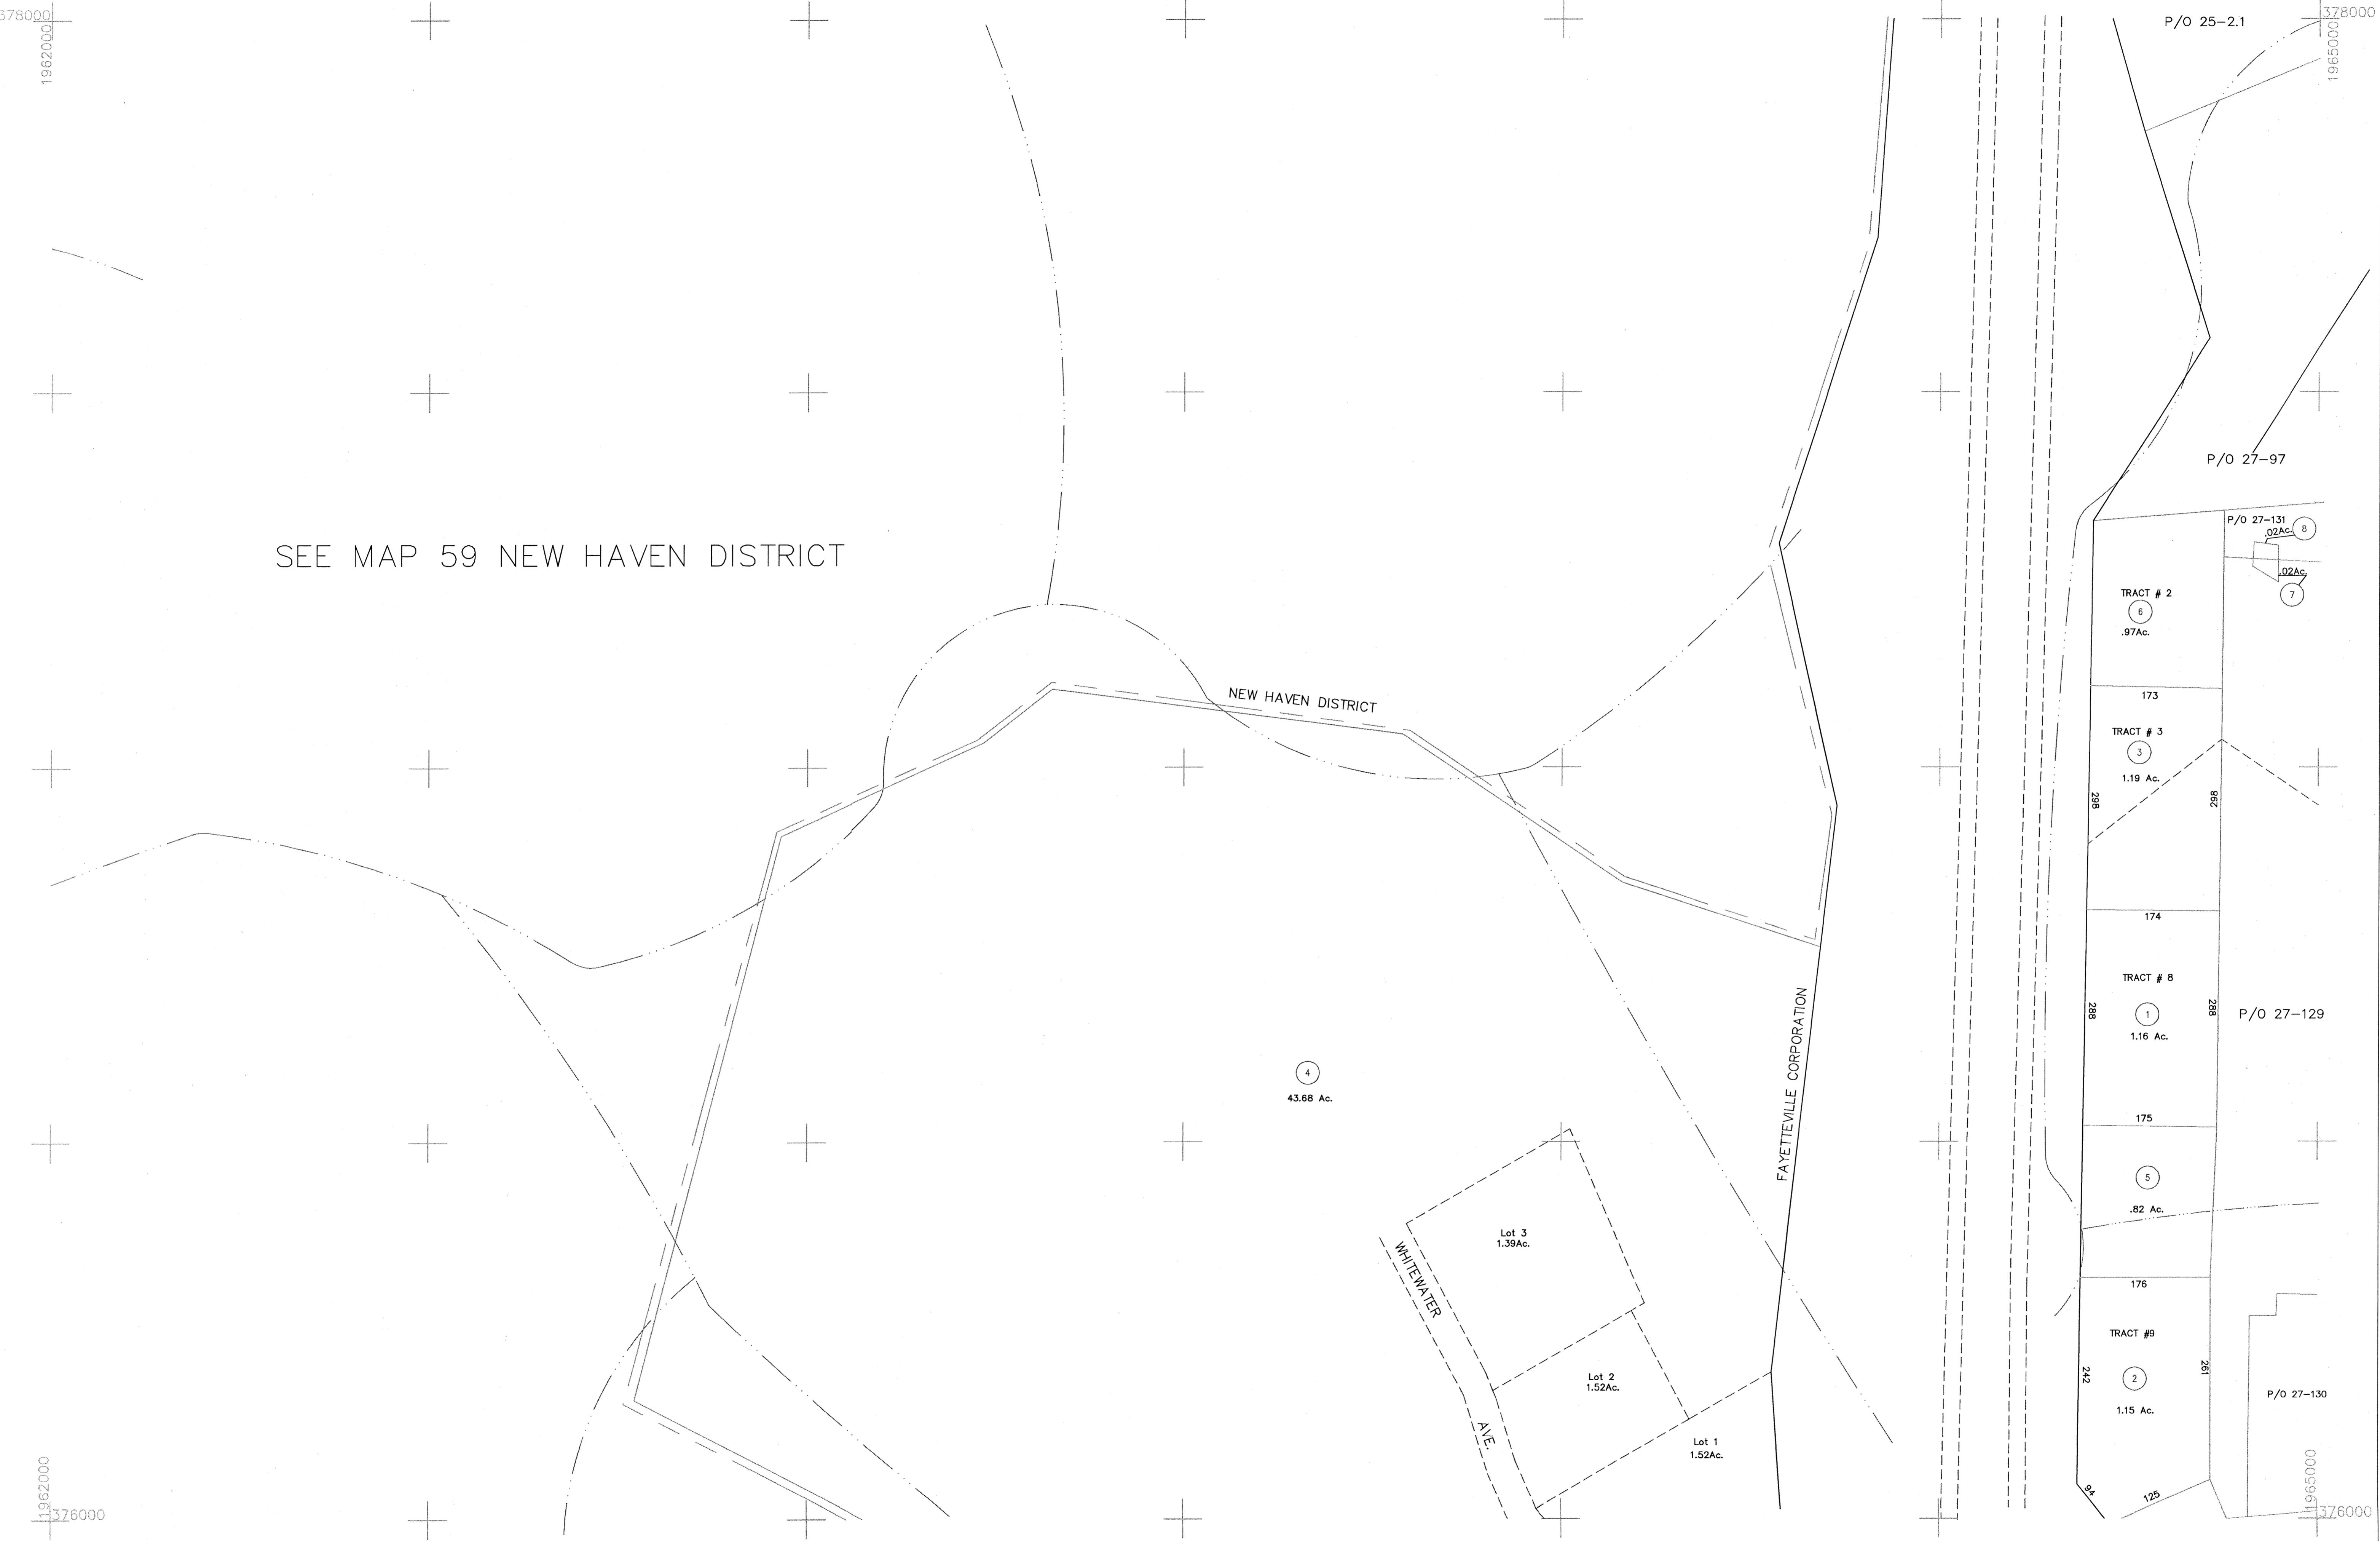 378000
1962000
P/O 25-2.1
378000
1965000
P/O 27-97
P/O 27-131
.02Ac.
8
.02Ac.
7
SEE MAP 59 NEW HAVEN DISTRICT
TRACT # 2
6
.97Ac.
NEW HAVEN DISTRICT
173
TRACT # 3
3
1.19 Ac.
298
298
174
TRACT # 8
1
1.16 Ac.
288
288
P/O 27-129
FAYETTEVILLE CORPORATION
4
43.68 Ac.
175
5
.82 Ac.
Lot 3
1.39Ac.
WHITEWATER
AVE.
176
TRACT #9
2
1.15 Ac.
242
261
Lot 2
1.52Ac.
P/O 27-130
Lot 1
1.52Ac.
94
125
1962000
376000
1965000
376000